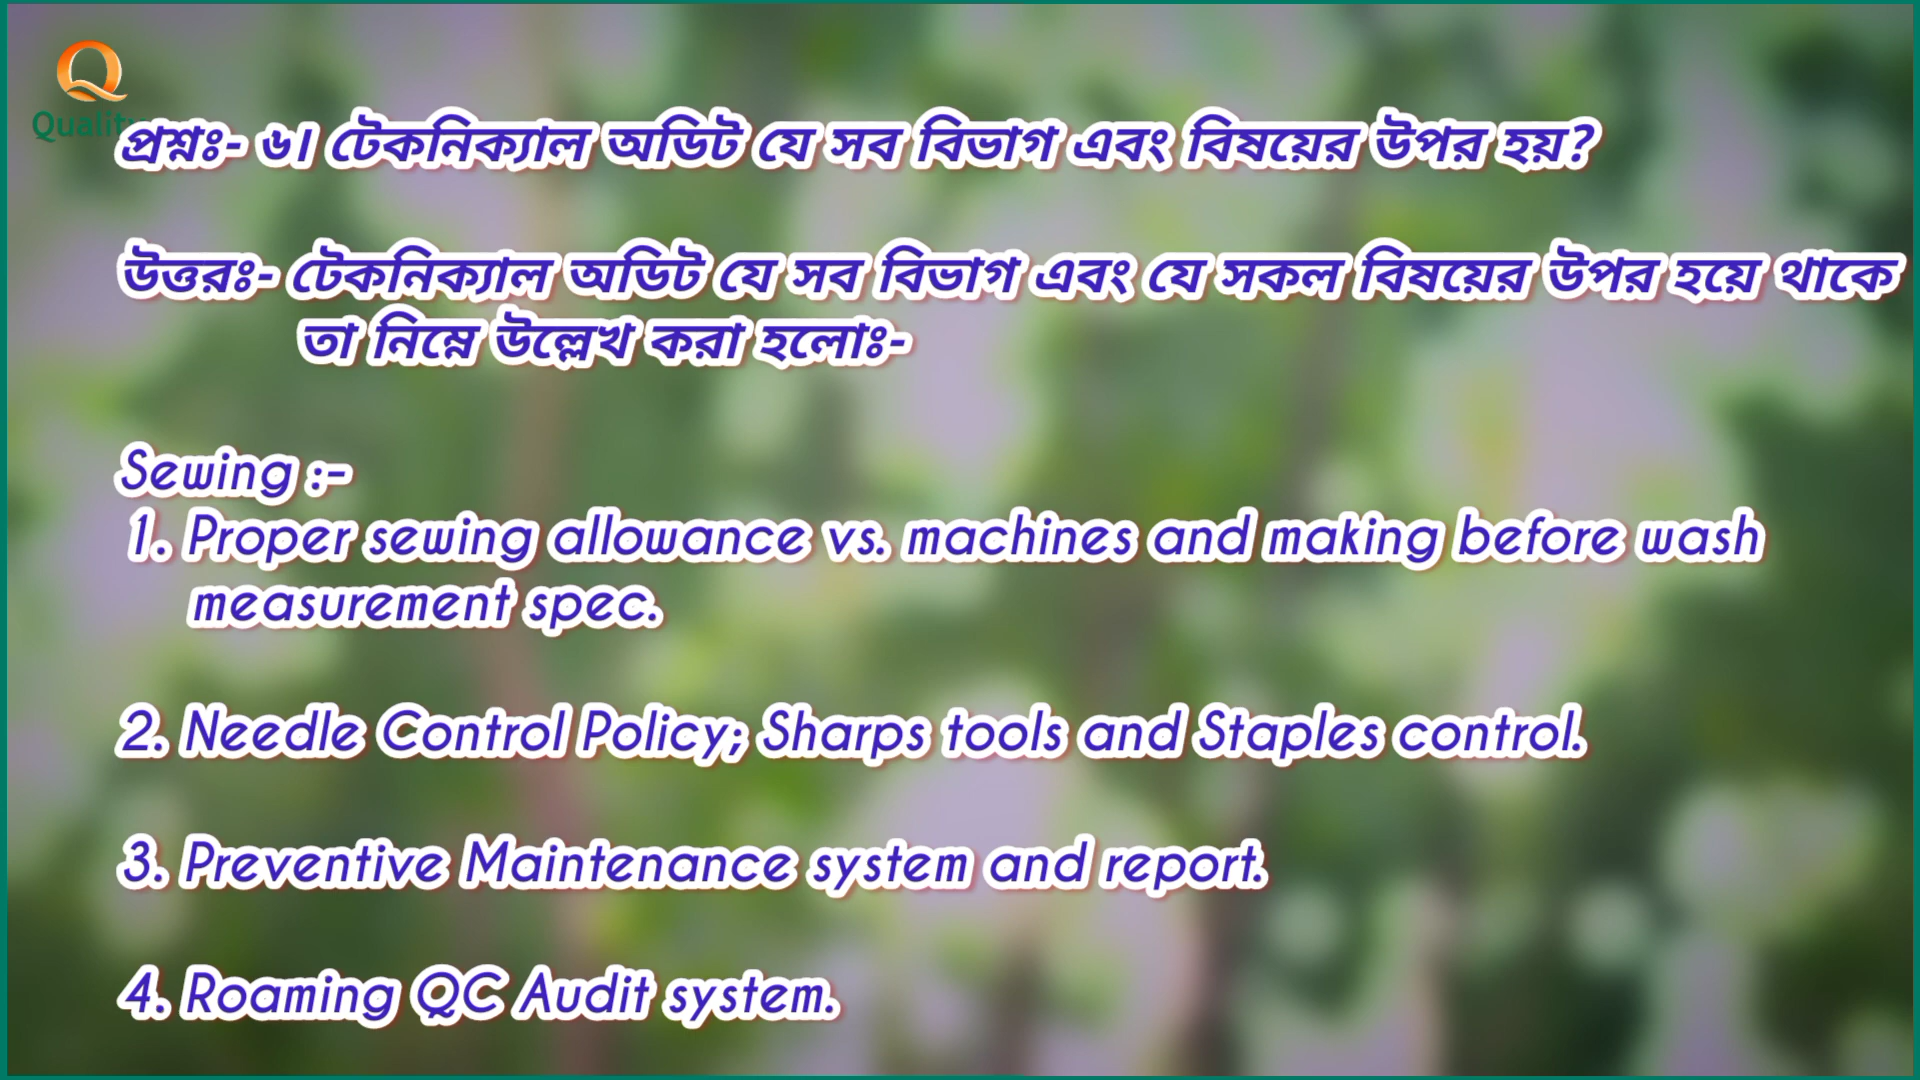 Quality
প্রশ্নঃ- ৬। টেকনিক্যাল অডিট যে সব বিভাগ এবং বিষয়ের উপর হয়?
উত্তরঃ- টেকনিক্যাল অডিট যে সব বিভাগ এবং যে সকল বিষয়ের উপর হয়ে থাকে
তা নিম্নে উল্লেখ করা হলোঃ-
Sewing :-
1. Proper sewing allowance vs. machines and making before wash
measurement spec.
2. Needle Control Policy; Sharps tools and Staples control.
3. Preventive Maintenance system and report.
4. Roaming QC Audit system.